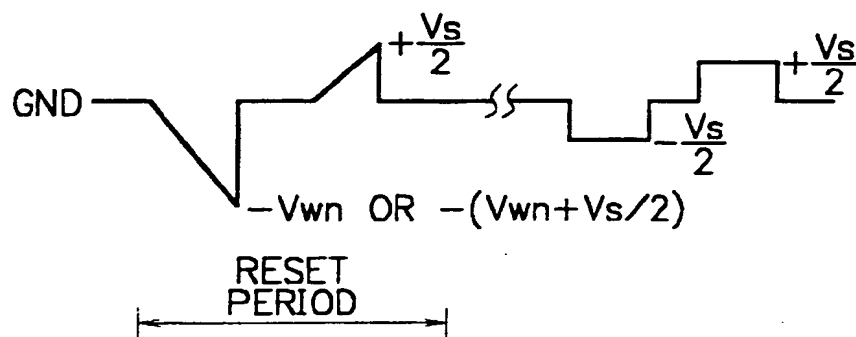 +Vs/2
+Vs/2
GND
-Vs/2
-Vwn OR -(Vwn+Vs/2)
RESET
PERIOD